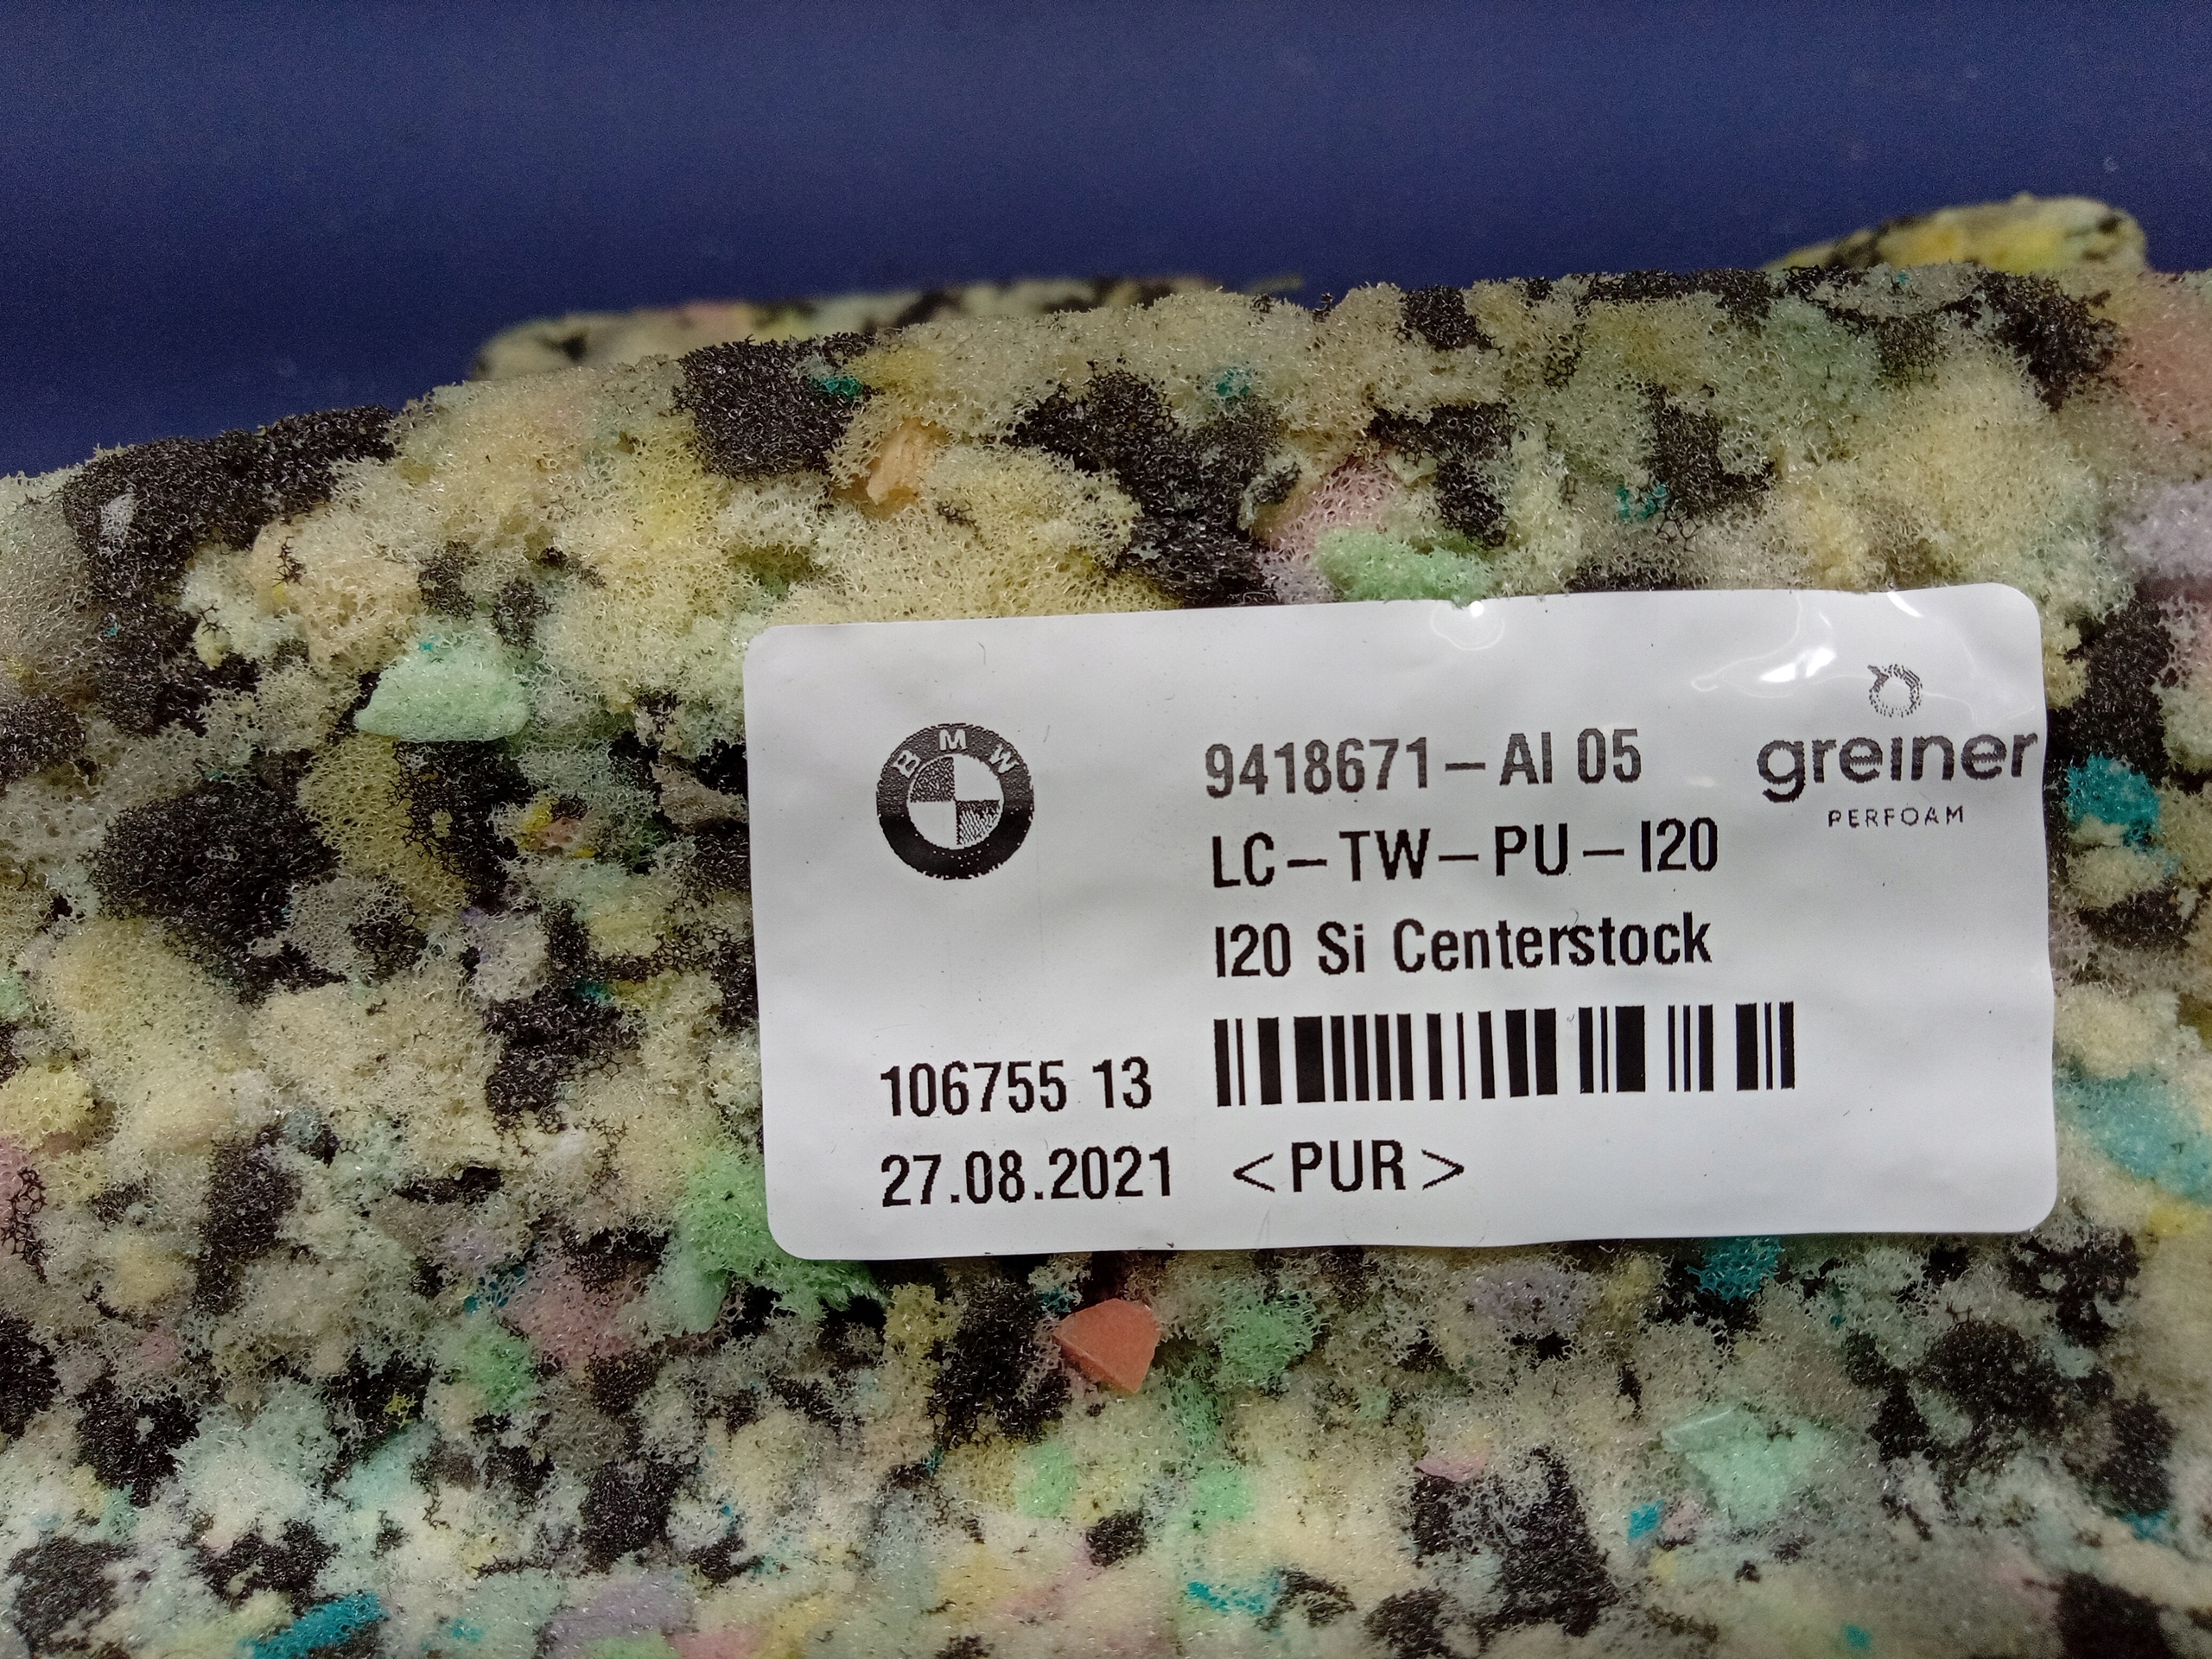 BMW
9418671-AI 05
greiner
PERFOAM
LC-TW-PU-I20
I20 Si Centerstock
106755 13
27.08.2021 <PUR>